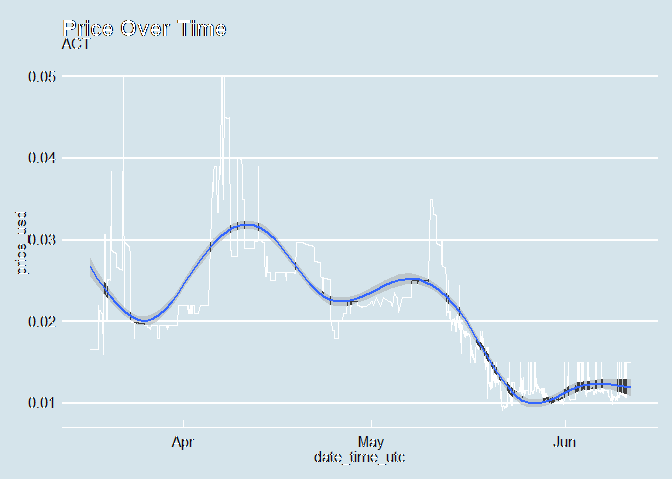 Price Over Time
ACT
0.05
0.04
0.03
0.02
0.01
price_usd
Apr
May
Jun
date_time_utc